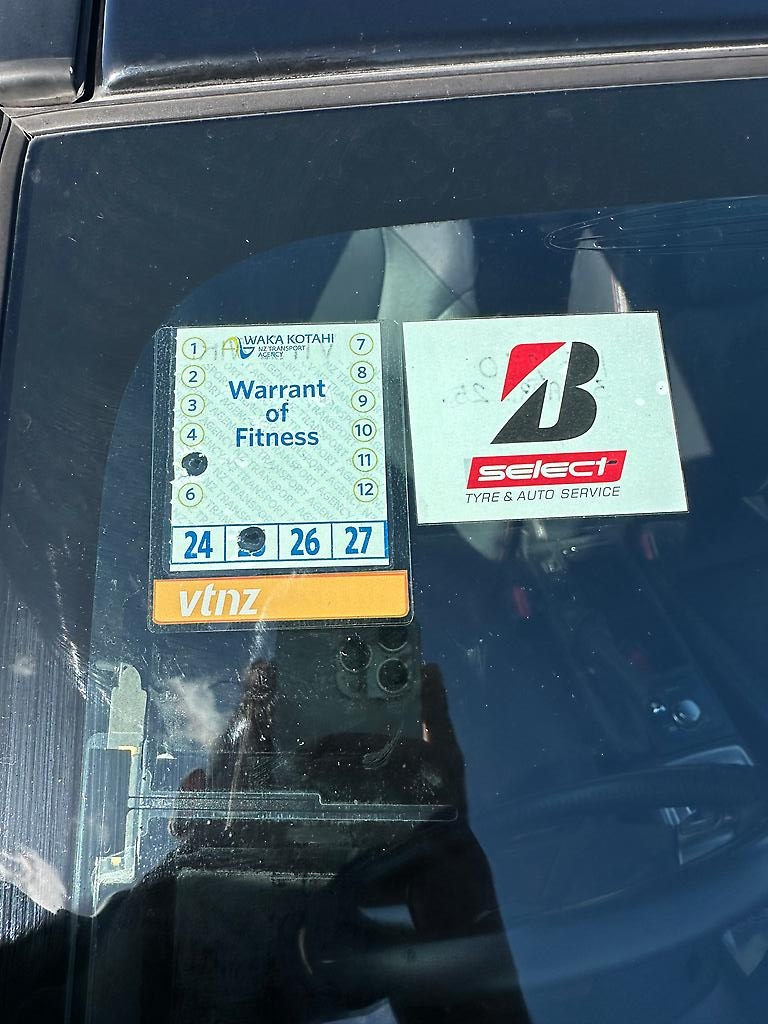 WAKA KOTAHI
NZ TRANSPORT
AGENCY
Warrant
of
Fitness
1
2
3
4
6
7
8
9
10
11
12
24 26 27
vtnz
B
select
TYRE & AUTO SERVICE